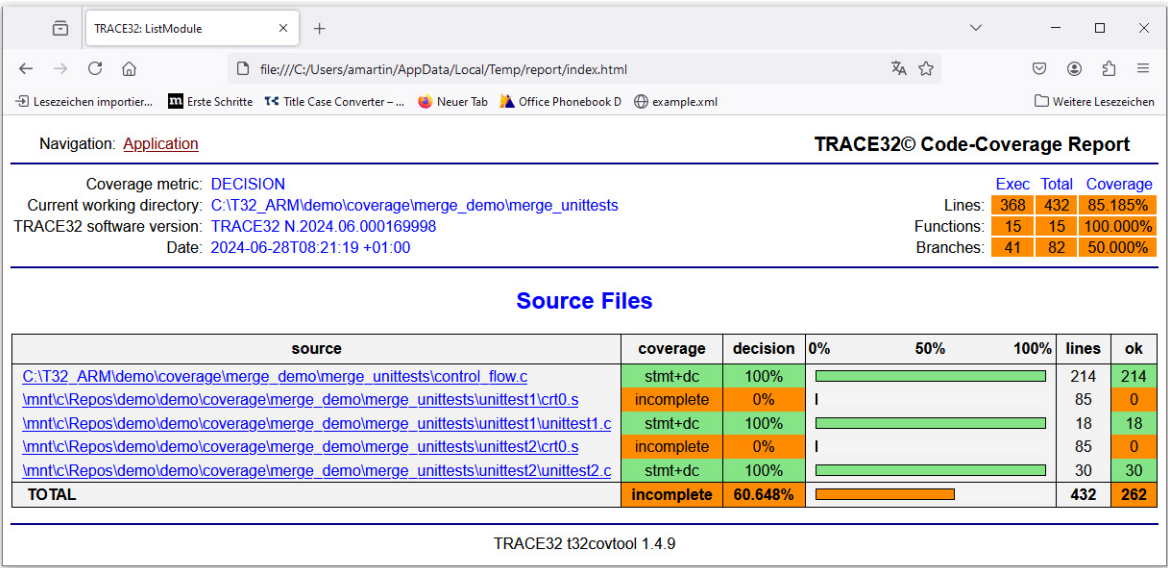 TRACE32: ListModule
file:///C:/Users/amartin/AppData/Local/Temp/report/index.html
Lesezeichen importier... m Erste Schritte T< Title Case Converter – ... Neuer Tab Office Phonebook D example.xml Weitere Lesezeichen
Navigation: Application TRACE32© Code-Coverage Report
Coverage metric: DECISION Exec Total Coverage
Current working directory: C:\T32_ARM\demo\coverage\merge_demo\merge_unittests Lines: 368 432 85.185%
TRACE32 software version: TRACE32 N.2024.06.000169998 Functions: 15 15 100.000%
Date: 2024-06-28T08:21:19 +01:00 Branches: 41 82 50.000%
Source Files
source coverage decision 0% 50% 100% lines ok
C:\T32_ARM\demo\coverage\merge_demo\merge_unittests\control_flow.c stmt+dc 100% 214 214
\mnt\c\Repos\demo\demo\coverage\merge_demo\merge_unittests\unittest1\crt0.s incomplete 0% 85 0
\mnt\c\Repos\demo\demo\coverage\merge_demo\merge_unittests\unittest1\unittest1.c stmt+dc 100% 18 18
\mnt\c\Repos\demo\demo\coverage\merge_demo\merge_unittests\unittest2\crt0.s incomplete 0% 85 0
\mnt\c\Repos\demo\demo\coverage\merge_demo\merge_unittests\unittest2\unittest2.c stmt+dc 100% 30 30
TOTAL incomplete 60.648% 432 262
TRACE32 t32covtool 1.4.9